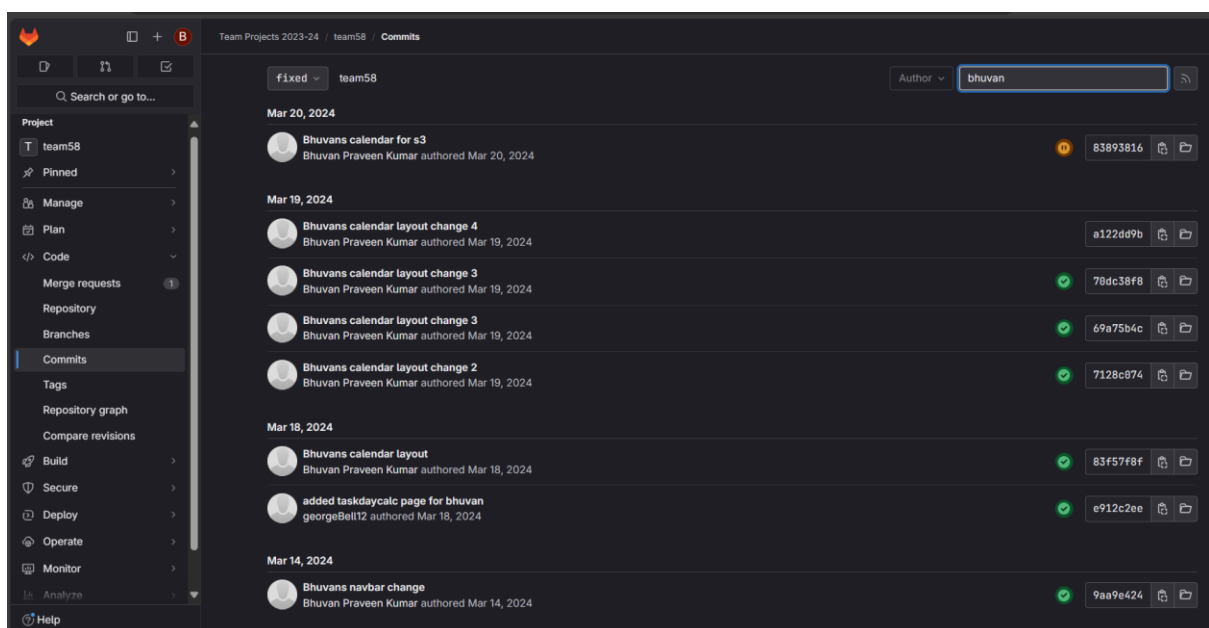 B
Team Projects 2023-24 / team58 / Commits
Search or go to...
Project
T team58
Pinned
Manage
Plan
Code
Merge requests 1
Repository
Branches
Commits
Tags
Repository graph
Compare revisions
Build
Secure
Deploy
Operate
Monitor
Analyze
Help
fixed team58
Author bhuvan
Mar 20, 2024
Bhuvans calendar for s3
Bhuvan Praveen Kumar authored Mar 20, 2024
83893816
Mar 19, 2024
Bhuvans calendar layout change 4
Bhuvan Praveen Kumar authored Mar 19, 2024
a122dd9b
Bhuvans calendar layout change 3
Bhuvan Praveen Kumar authored Mar 19, 2024
70dc38f8
Bhuvans calendar layout change 3
Bhuvan Praveen Kumar authored Mar 19, 2024
69a75b4c
Bhuvans calendar layout change 2
Bhuvan Praveen Kumar authored Mar 19, 2024
7128c074
Mar 18, 2024
Bhuvans calendar layout
Bhuvan Praveen Kumar authored Mar 18, 2024
83f57f8f
added taskdaycalc page for bhuvan
georgeBell12 authored Mar 18, 2024
e912c2ee
Mar 14, 2024
Bhuvans navbar change
Bhuvan Praveen Kumar authored Mar 14, 2024
9aa9e424